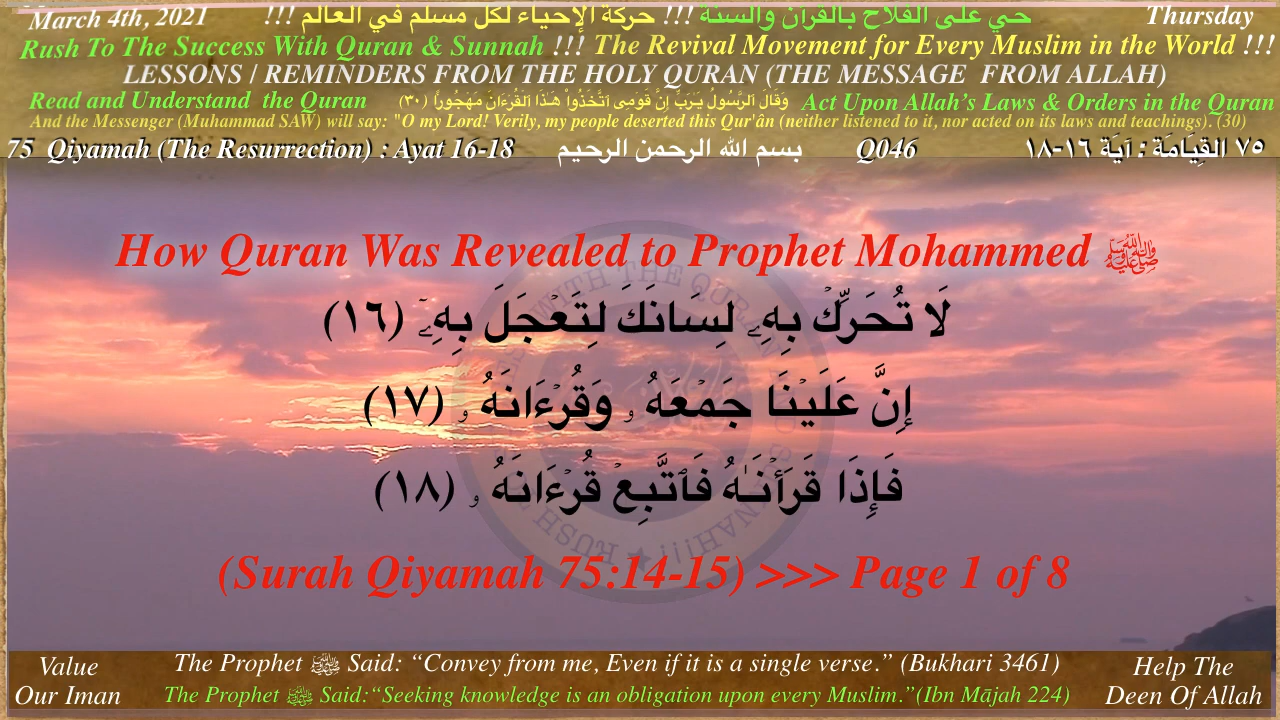 March 4th, 2021 حي على الفلاح بالقرآن والسنة !!! حركة الإحياء لكل مسلم في العالم !!! Thursday
Rush To The Success With Quran & Sunnah !!! The Revival Movement for Every Muslim in the World !!!
LESSONS / REMINDERS FROM THE HOLY QURAN (THE MESSAGE FROM ALLAH)
Read and Understand the Quran وَقَالَ ٱلرَّسُولُ يَـٰرَبِّ إِنَّ قَوْمِى ٱتَّخَذُوا۟ هَـٰذَا ٱلْقُرْءَانَ مَهْجُورًا (٣٠) Act Upon Allah's Laws & Orders in the Quran
And the Messenger (Muhammad SAW) will say: "O my Lord! Verily, my people deserted this Qur'ân (neither listened to it, nor acted on its laws and teachings). (30)
75 Qiyamah (The Resurrection) : Ayat 16-18 بسم الله الرحمن الرحيم Q046 ٧٥ القِيَامَة : آيَة ١٦-١٨
How Quran Was Revealed to Prophet Mohammed ﷺ
لَا تُحَرِّكْ بِهِۦ لِسَانَكَ لِتَعْجَلَ بِهِۦٓ (١٦)
إِنَّ عَلَيْنَا جَمْعَهُۥ وَقُرْءَانَهُۥ (١٧)
فَإِذَا قَرَأْنَـٰهُ فَٱتَّبِعْ قُرْءَانَهُۥ (١٨)
(Surah Qiyamah 75:14-15) >>> Page 1 of 8
Value Our Iman
The Prophet ﷺ Said: “Convey from me, Even if it is a single verse.” (Bukhari 3461)
The Prophet ﷺ Said:“Seeking knowledge is an obligation upon every Muslim.”(Ibn Mājah 224)
Help The Deen Of Allah